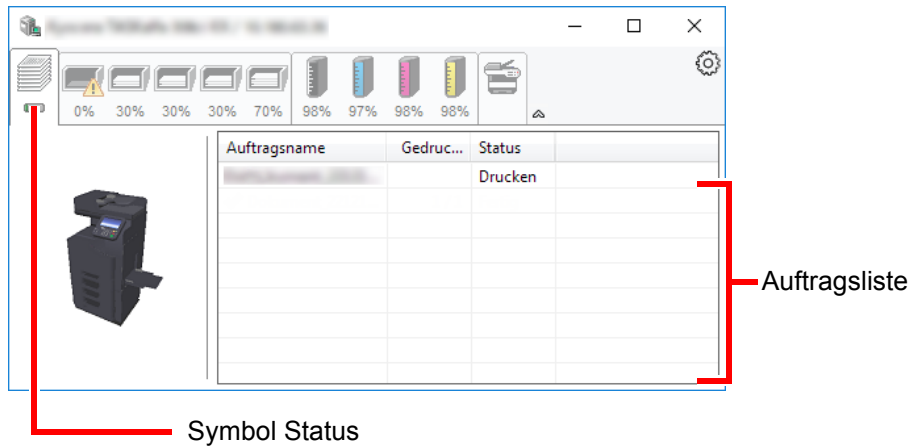 0% 30% 30% 30% 70% 98% 97% 98% 98%
Auftragsname Gedruc... Status
Drucken
Auftragsliste
Symbol Status